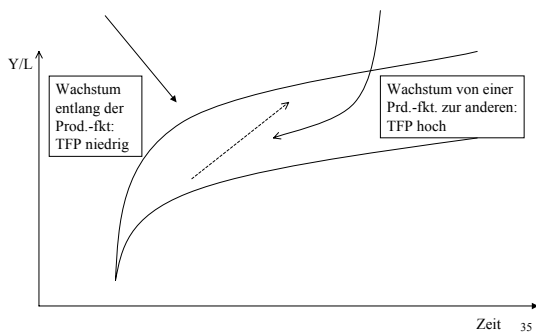 Y/L
Wachstum
entlang der
Prod.-fkt:
TFP niedrig
Wachstum von einer
Prd.-fkt. zur anderen:
TFP hoch
Zeit
35